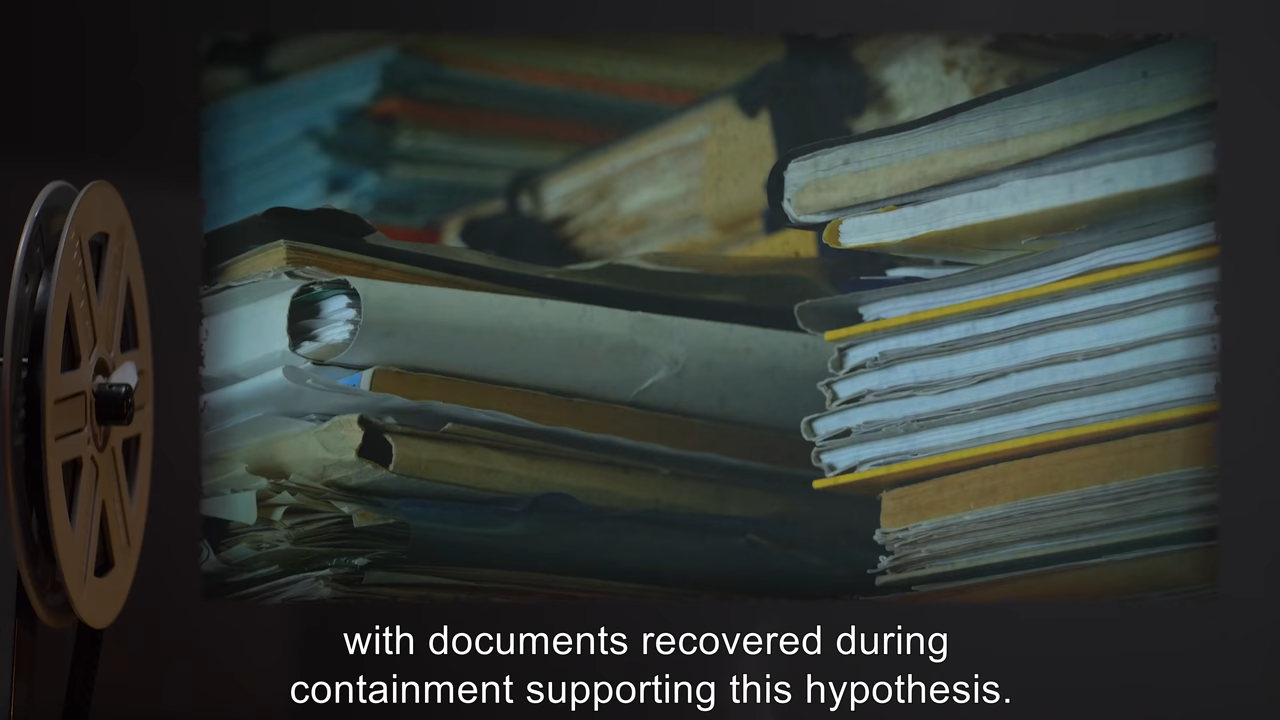 with documents recovered during
containment supporting this hypothesis.